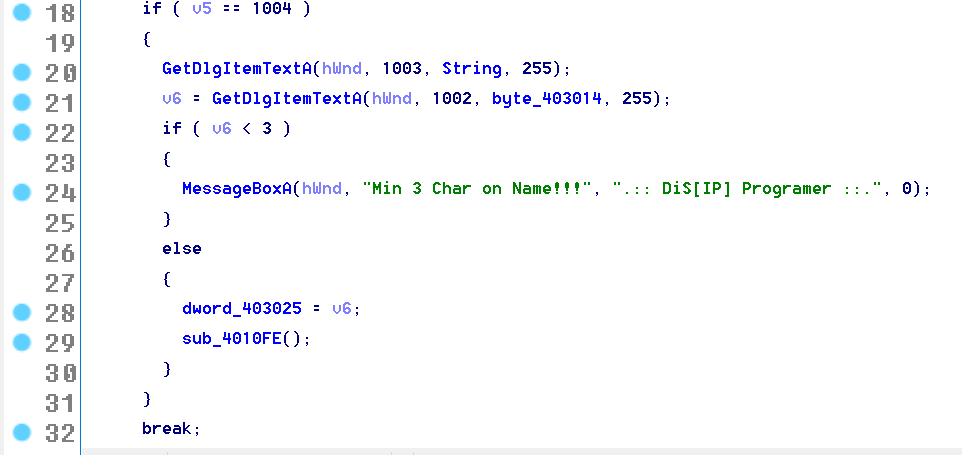 18 if ( v5 == 1004 )
19 {
20 GetDlgItemTextA(hWnd, 1003, String, 255);
21 v6 = GetDlgItemTextA(hWnd, 1002, byte_403014, 255);
22 if ( v6 < 3 )
23 {
24 MessageBoxA(hWnd, "Min 3 Char on Name!!!", ".:: DiS[IP] Programer ::.", 0);
25 }
26 else
27 {
28 dword_403025 = v6;
29 sub_4010FE();
30 }
31 }
32 break;